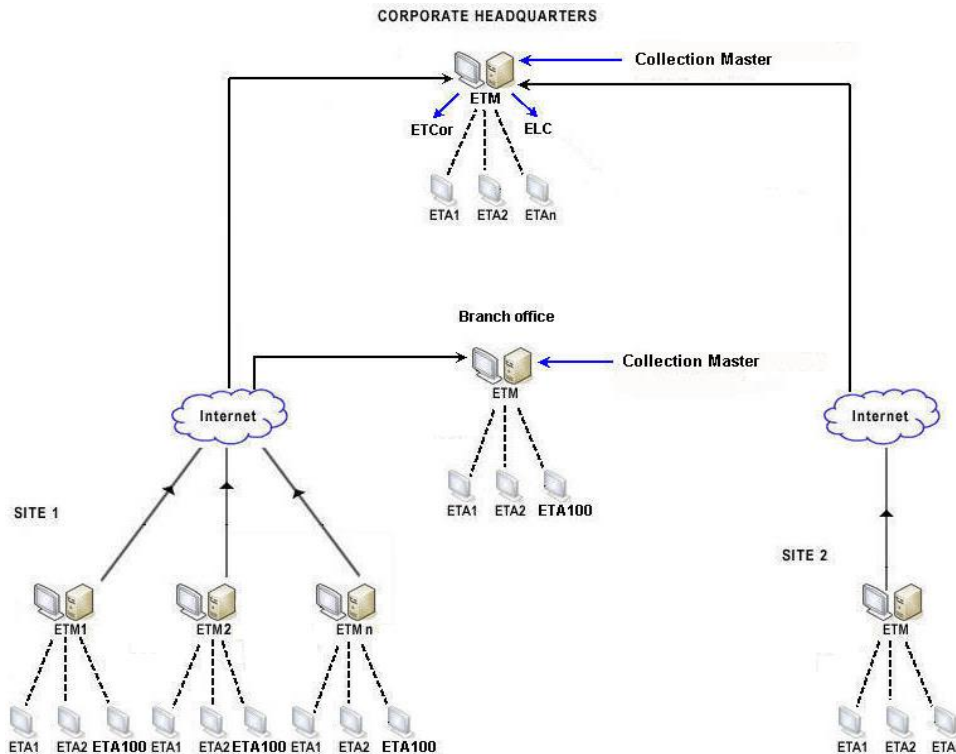 CORPORATE HEADQUARTERS
Collection Master
ETM
ETCor
ELC
ETA1 ETA2 ETAn
Branch office
Collection Master
ETM
Internet
Internet
ETA1 ETA2 ETA100
SITE 1
SITE 2
ETM1 ETM2 ETM n
ETM
ETA1 ETA2 ETA100 ETA1 ETA2 ETA100 ETA1 ETA2 ETA100
ETA1 ETA2 ETA